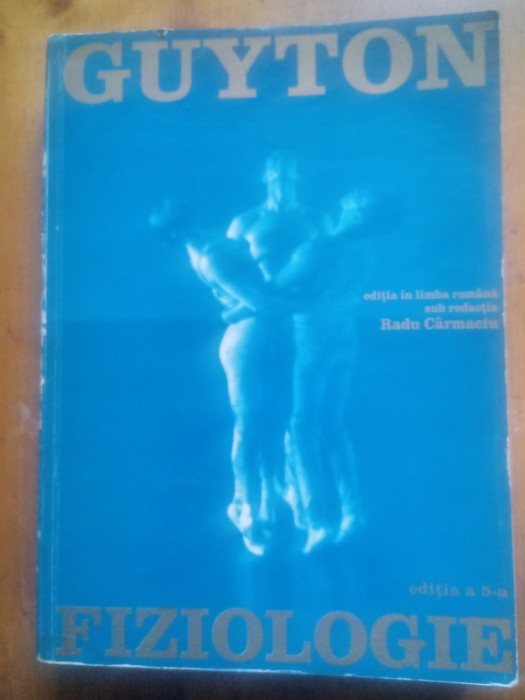 GUYTON
ediția în limba română
sub redacția
Radu Cârmaciu
ediția a 5-a
FIZIOLOGIE